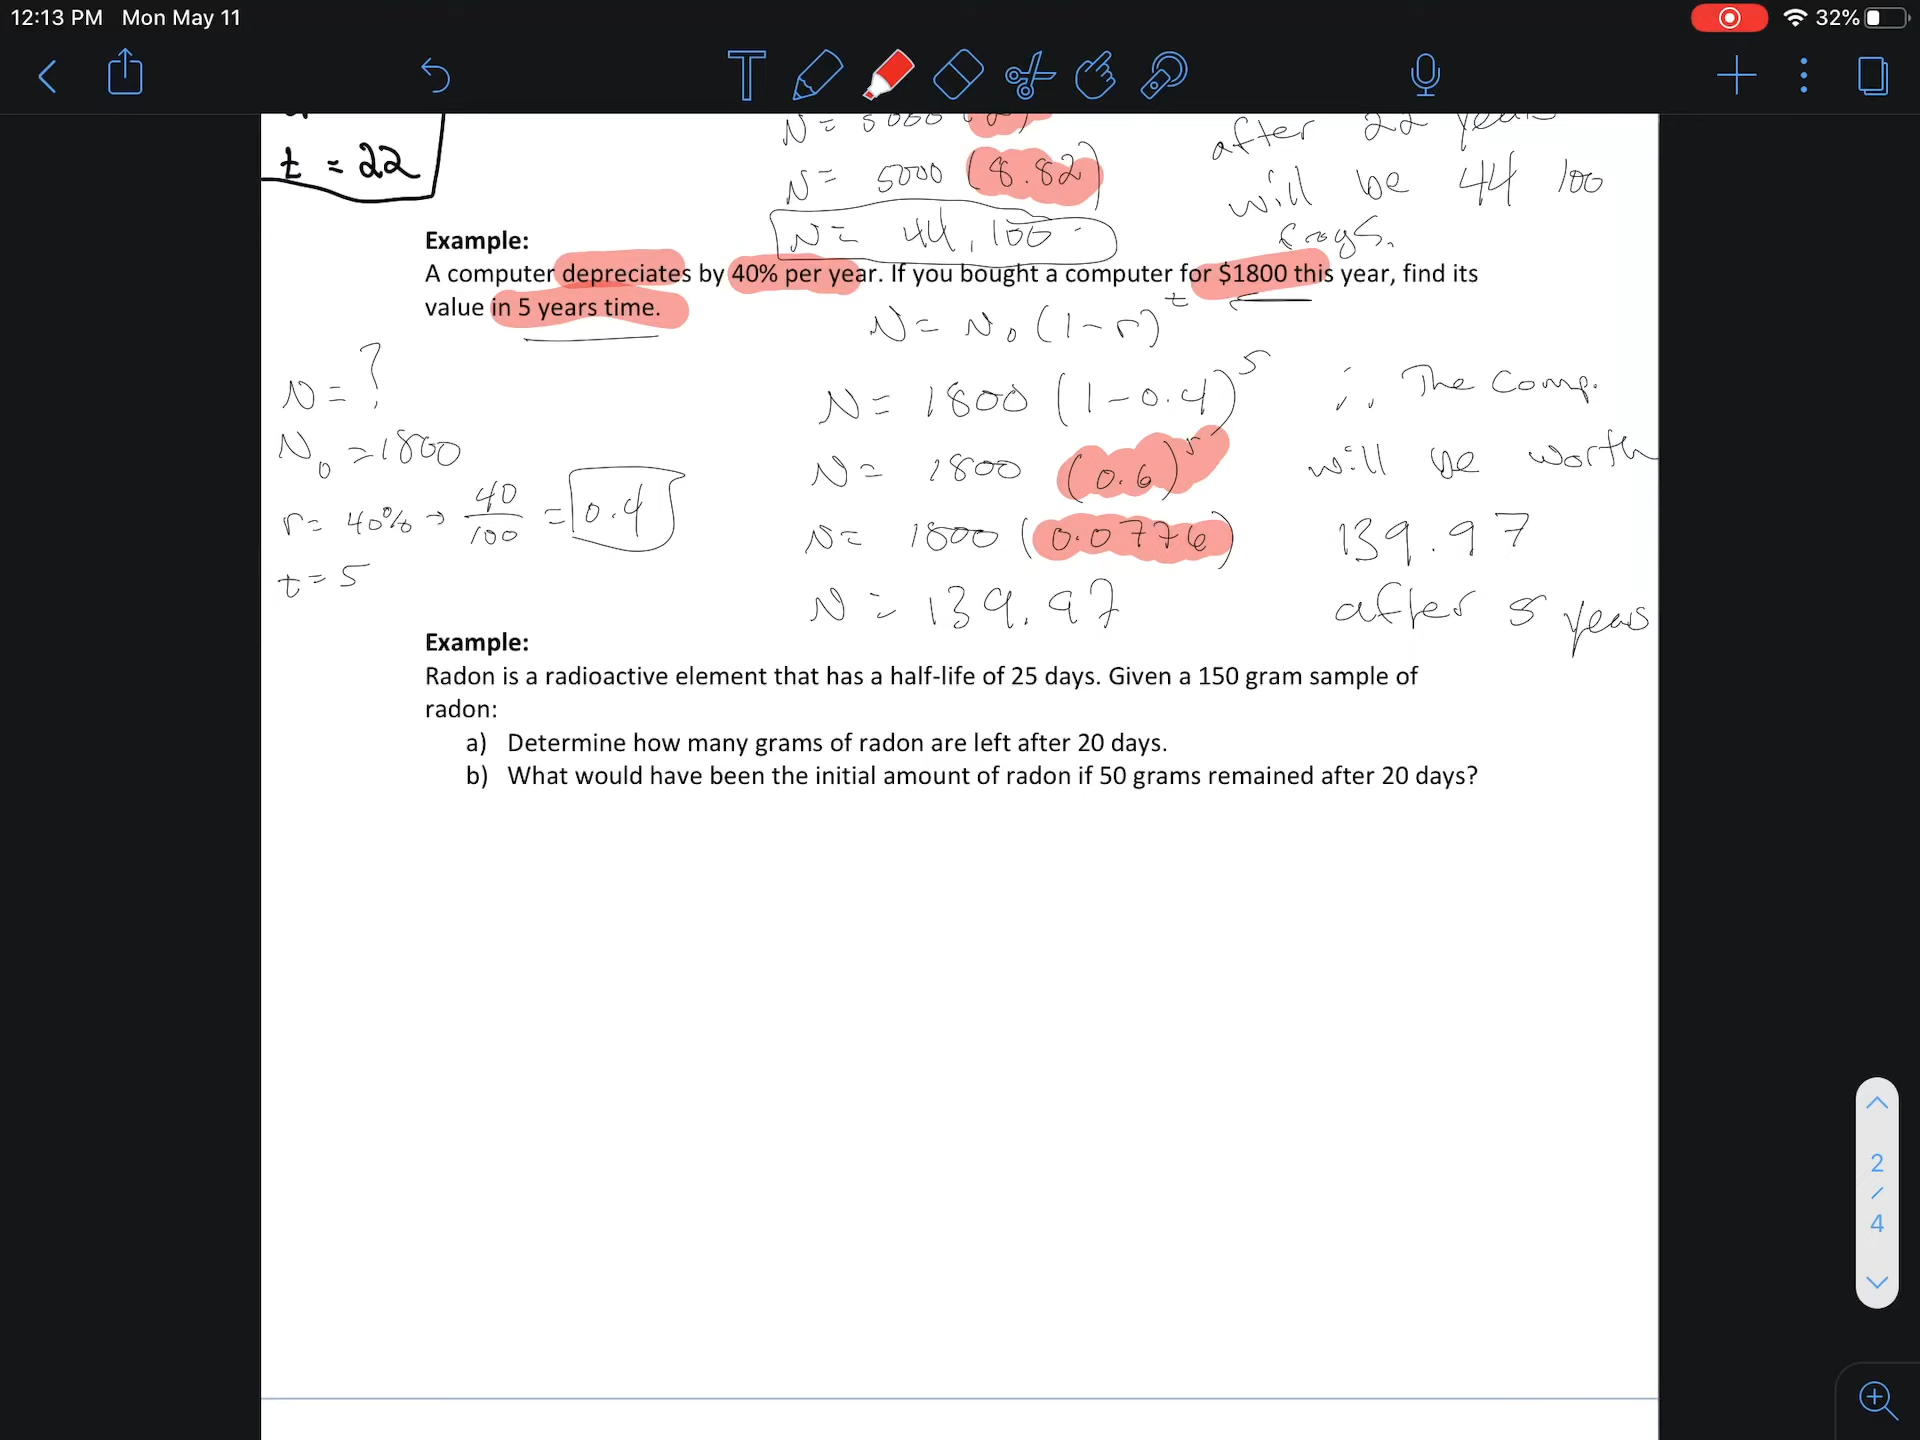 12:13 PM Mon May 11
32%
t = 22
N = 5000
N = 5000 (8.82)
N = 44,100
after 22 years
will be 44 100
frogs.
Example:
A computer depreciates by 40% per year. If you bought a computer for $1800 this year, find its
value in 5 years time.
N = N₀ (1-r)^t
N = ?
N₀ = 1800
r = 40% → 40/100 = 0.4
t = 5
N = 1800 (1-0.4)^5
N = 1800 (0.6)^5
N = 1800 (0.0776)
N = 139.97
∴ The comp.
will be worth
139.97
after 5 years
Example:
Radon is a radioactive element that has a half-life of 25 days. Given a 150 gram sample of
radon:
a) Determine how many grams of radon are left after 20 days.
b) What would have been the initial amount of radon if 50 grams remained after 20 days?
2
/
4